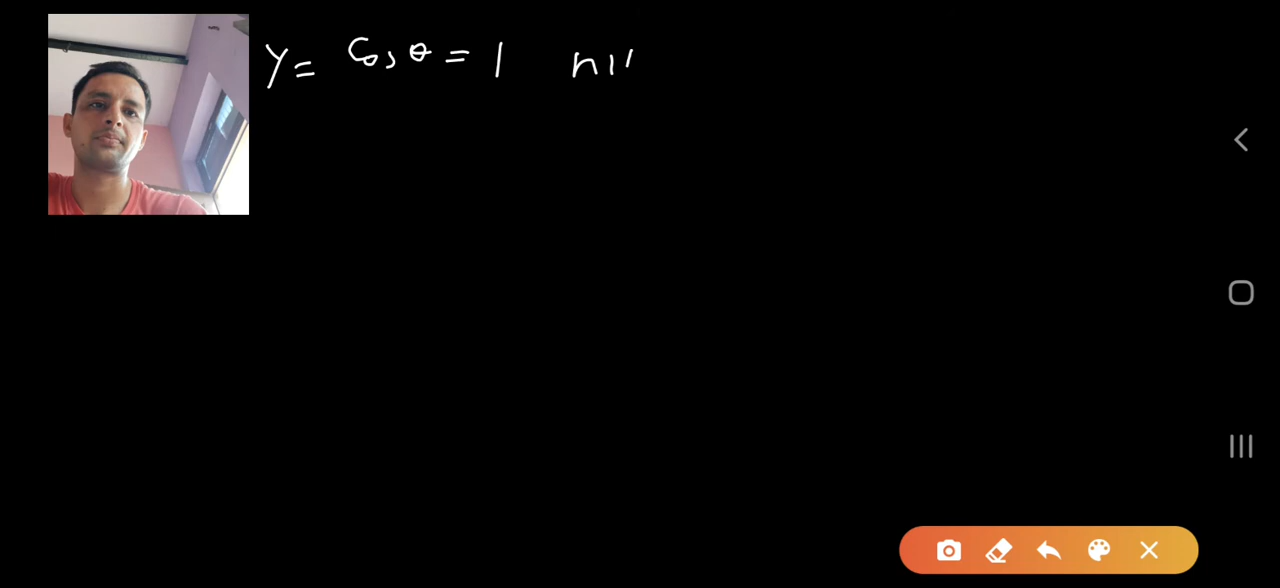 Y = Cos θ = 1